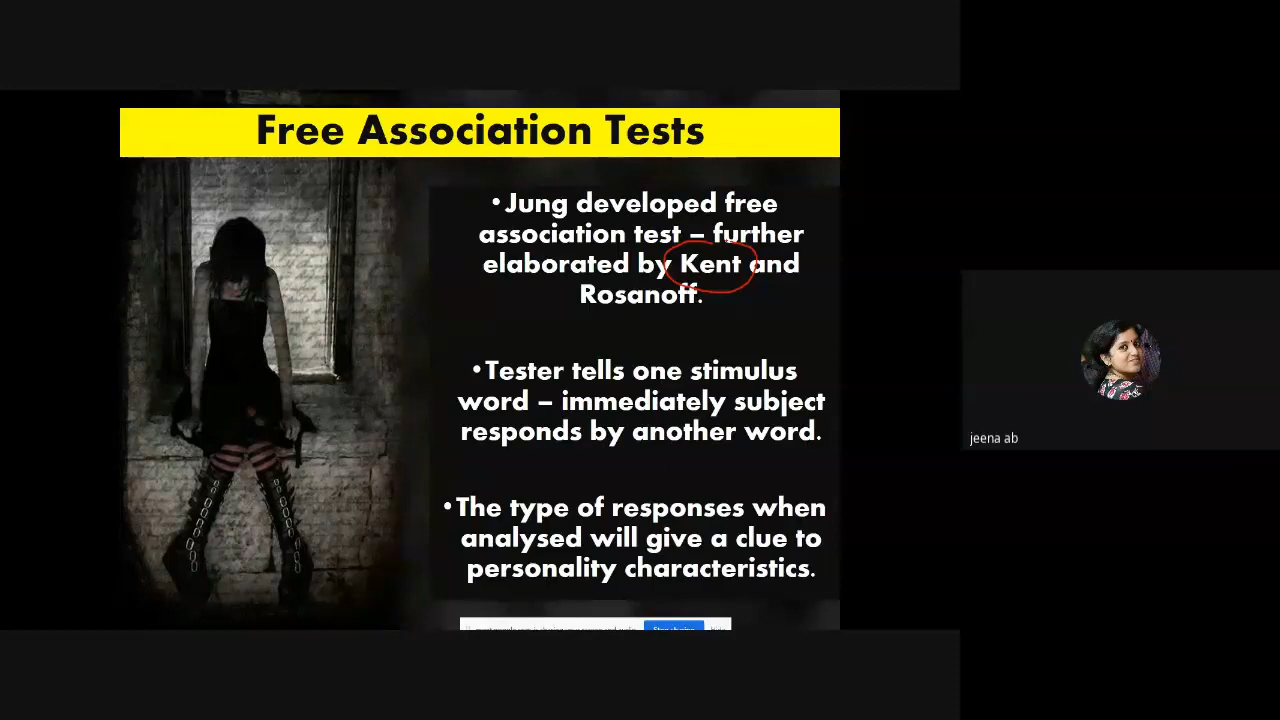 Free Association Tests
•Jung developed free
association test – further
elaborated by Kent and
Rosanoff.
•Tester tells one stimulus
word – immediately subject
responds by another word.
•The type of responses when
analysed will give a clue to
personality characteristics.
jeena ab